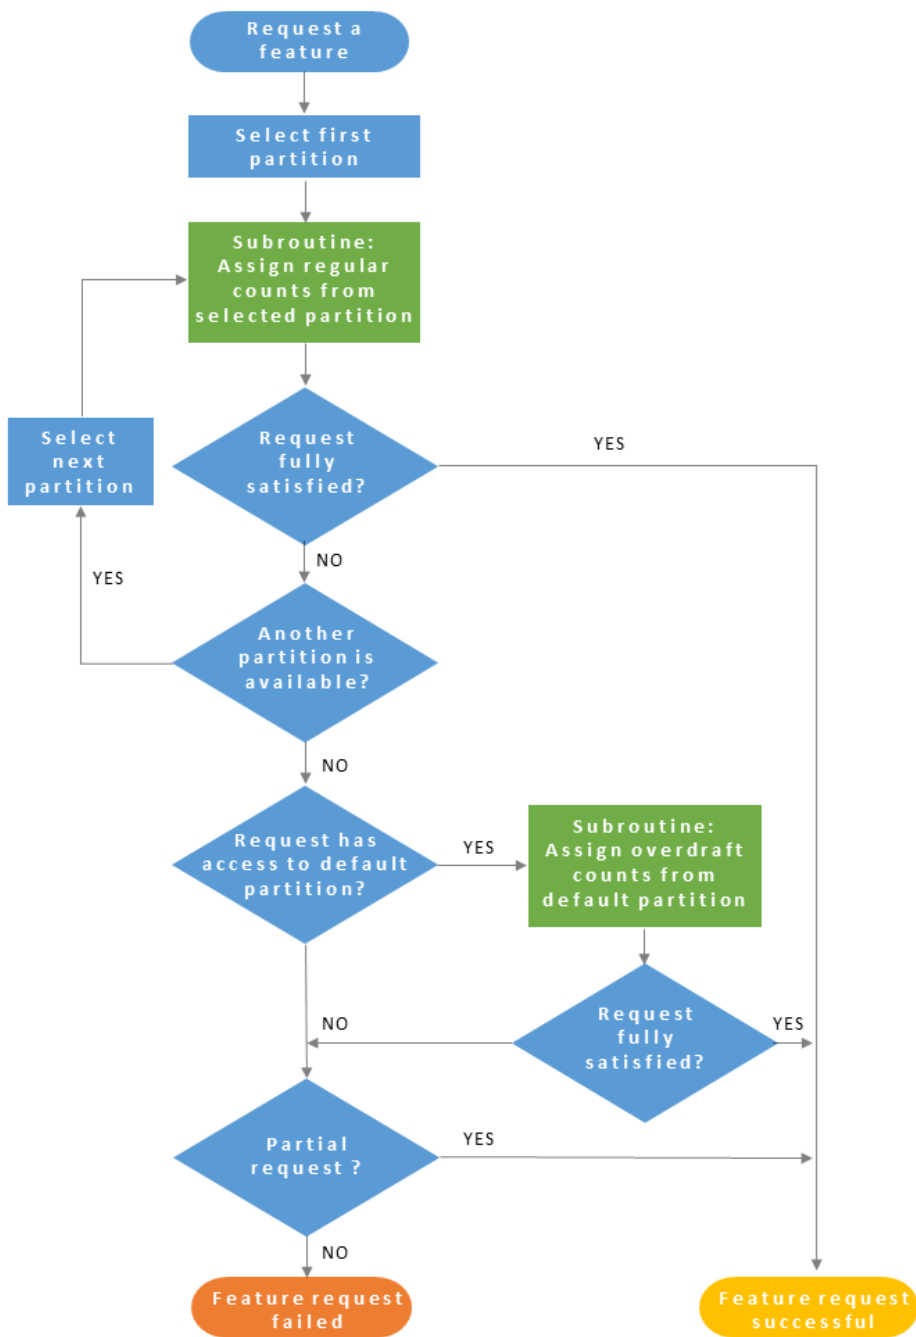 Request a
feature
Select first
partition
Subroutine:
Assign regular
counts from
selected partition
Select
next
partition
Request
fully
satisfied?
YES
NO
YES
Another
partition is
available?
NO
Request has
access to default
partition?
YES
Subroutine:
Assign overdraft
counts from
default partition
NO
Request
fully
satisfied?
YES
Partial
request ?
YES
NO
Feature request
failed
Feature request
successful